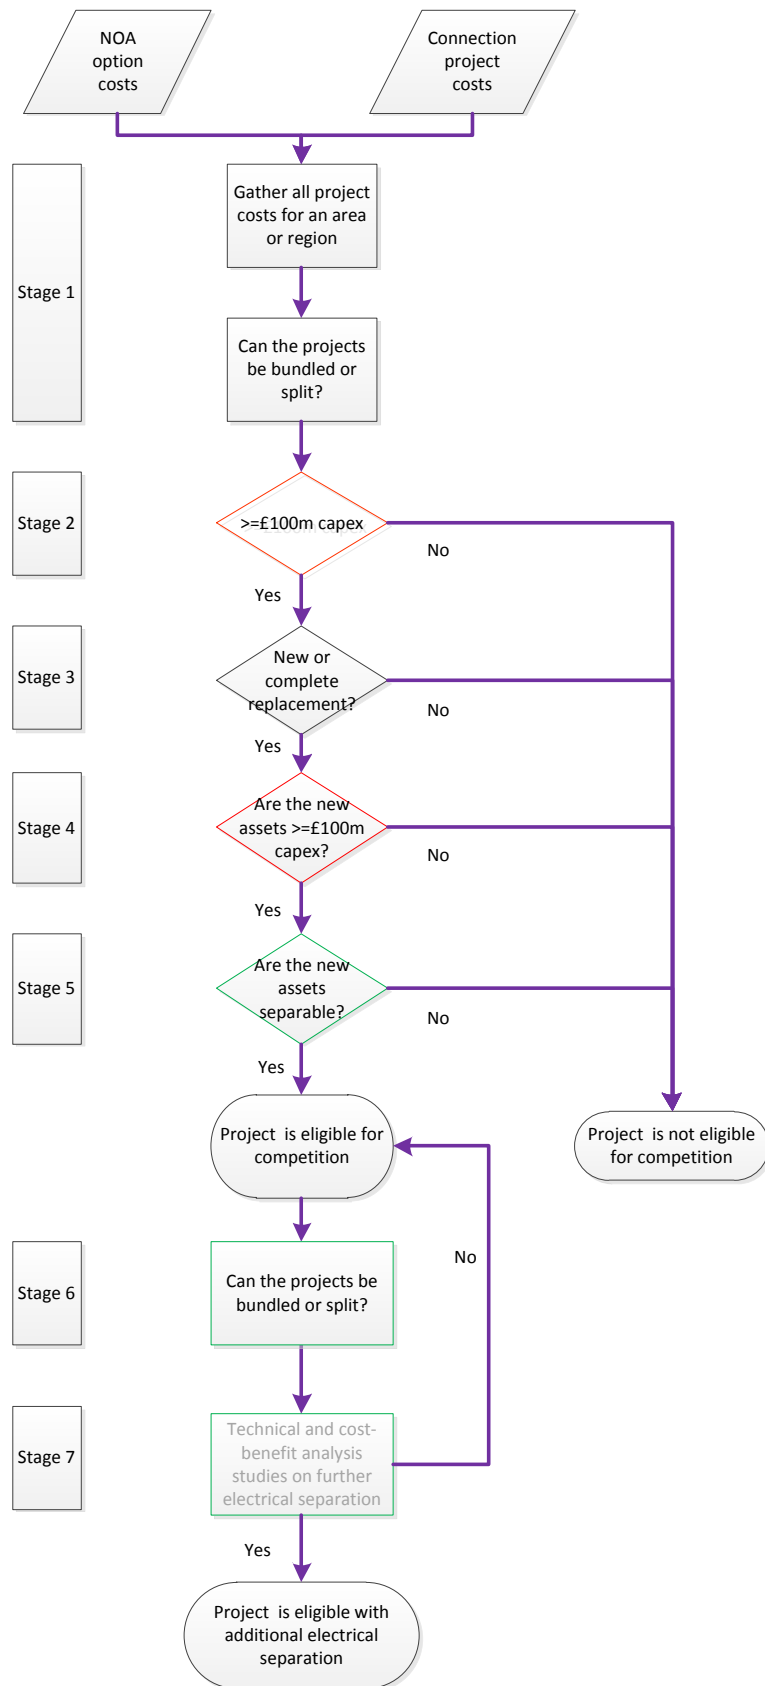 NOA
option
costs
Connection
project
costs
Stage 1
Gather all project
costs for an area
or region
Can the projects
be bundled or
split?
Stage 2
>=£100m capex
No
Yes
Stage 3
New or
complete
replacement?
No
Yes
Stage 4
Are the new
assets >=£100m
capex?
No
Yes
Stage 5
Are the new
assets
separable?
No
Yes
Project is eligible for
competition
Project is not eligible
for competition
Stage 6
Can the projects be
bundled or split?
No
Stage 7
Technical and cost-
benefit analysis
studies on further
electrical separation
Yes
Project is eligible with
additional electrical
separation